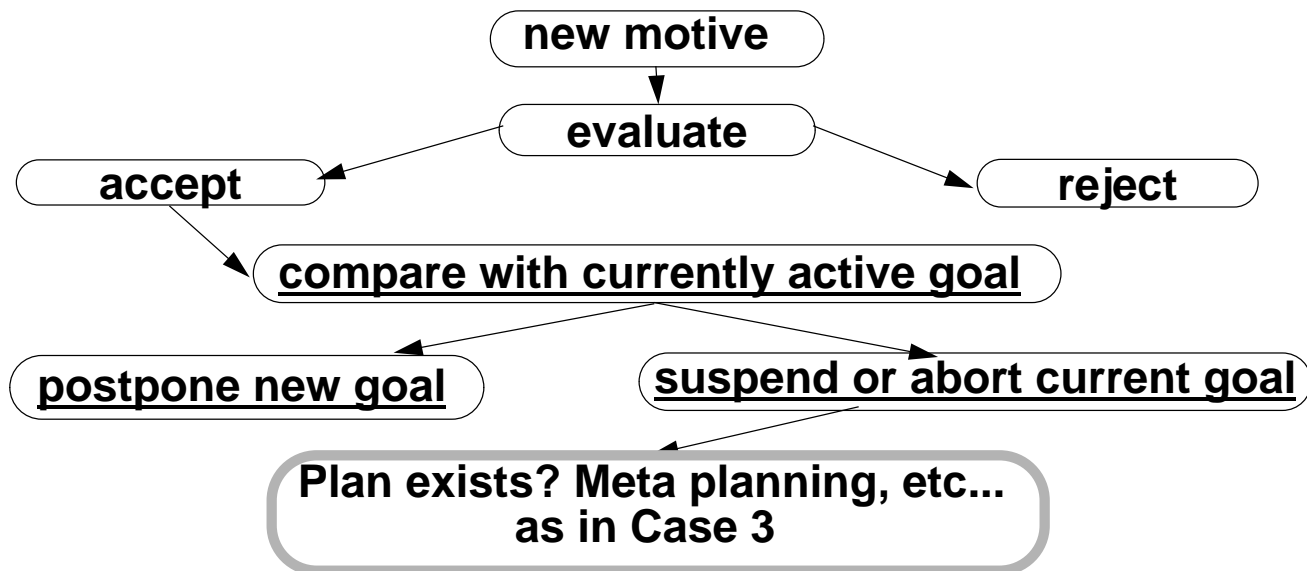 new motive
evaluate
accept
reject
compare with currently active goal
postpone new goal
suspend or abort current goal
Plan exists? Meta planning, etc...
as in Case 3